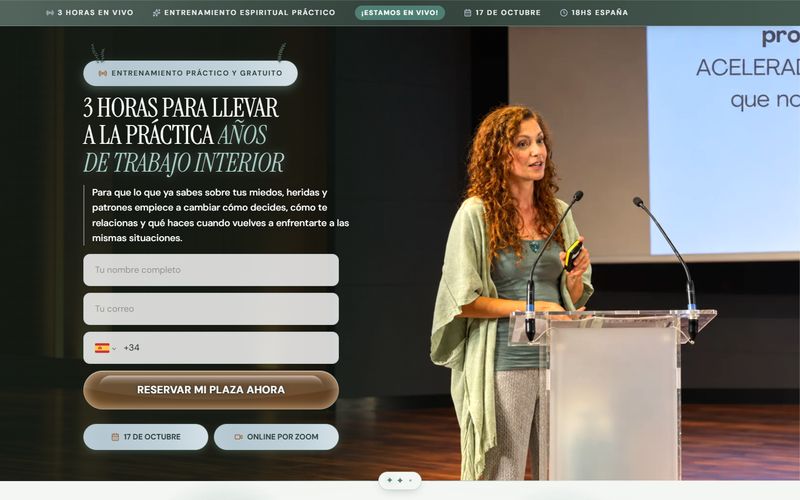 3 HORAS EN VIVO
ENTRENAMIENTO ESPIRITUAL PRÁCTICO
¡ESTAMOS EN VIVO!
17 DE OCTUBRE
18HS ESPAÑA
ENTRENAMIENTO PRÁCTICO Y GRATUITO
3 HORAS PARA LLEVAR
A LA PRÁCTICA AÑOS
DE TRABAJO INTERIOR
Para que lo que ya sabes sobre tus miedos, heridas y
patrones empiece a cambiar cómo decides, cómo te
relacionas y qué haces cuando vuelves a enfrentarte a las
mismas situaciones.
Tu nombre completo
Tu correo
+34
RESERVAR MI PLAZA AHORA
17 DE OCTUBRE
ONLINE POR ZOOM
pro
ACELERAD
que no